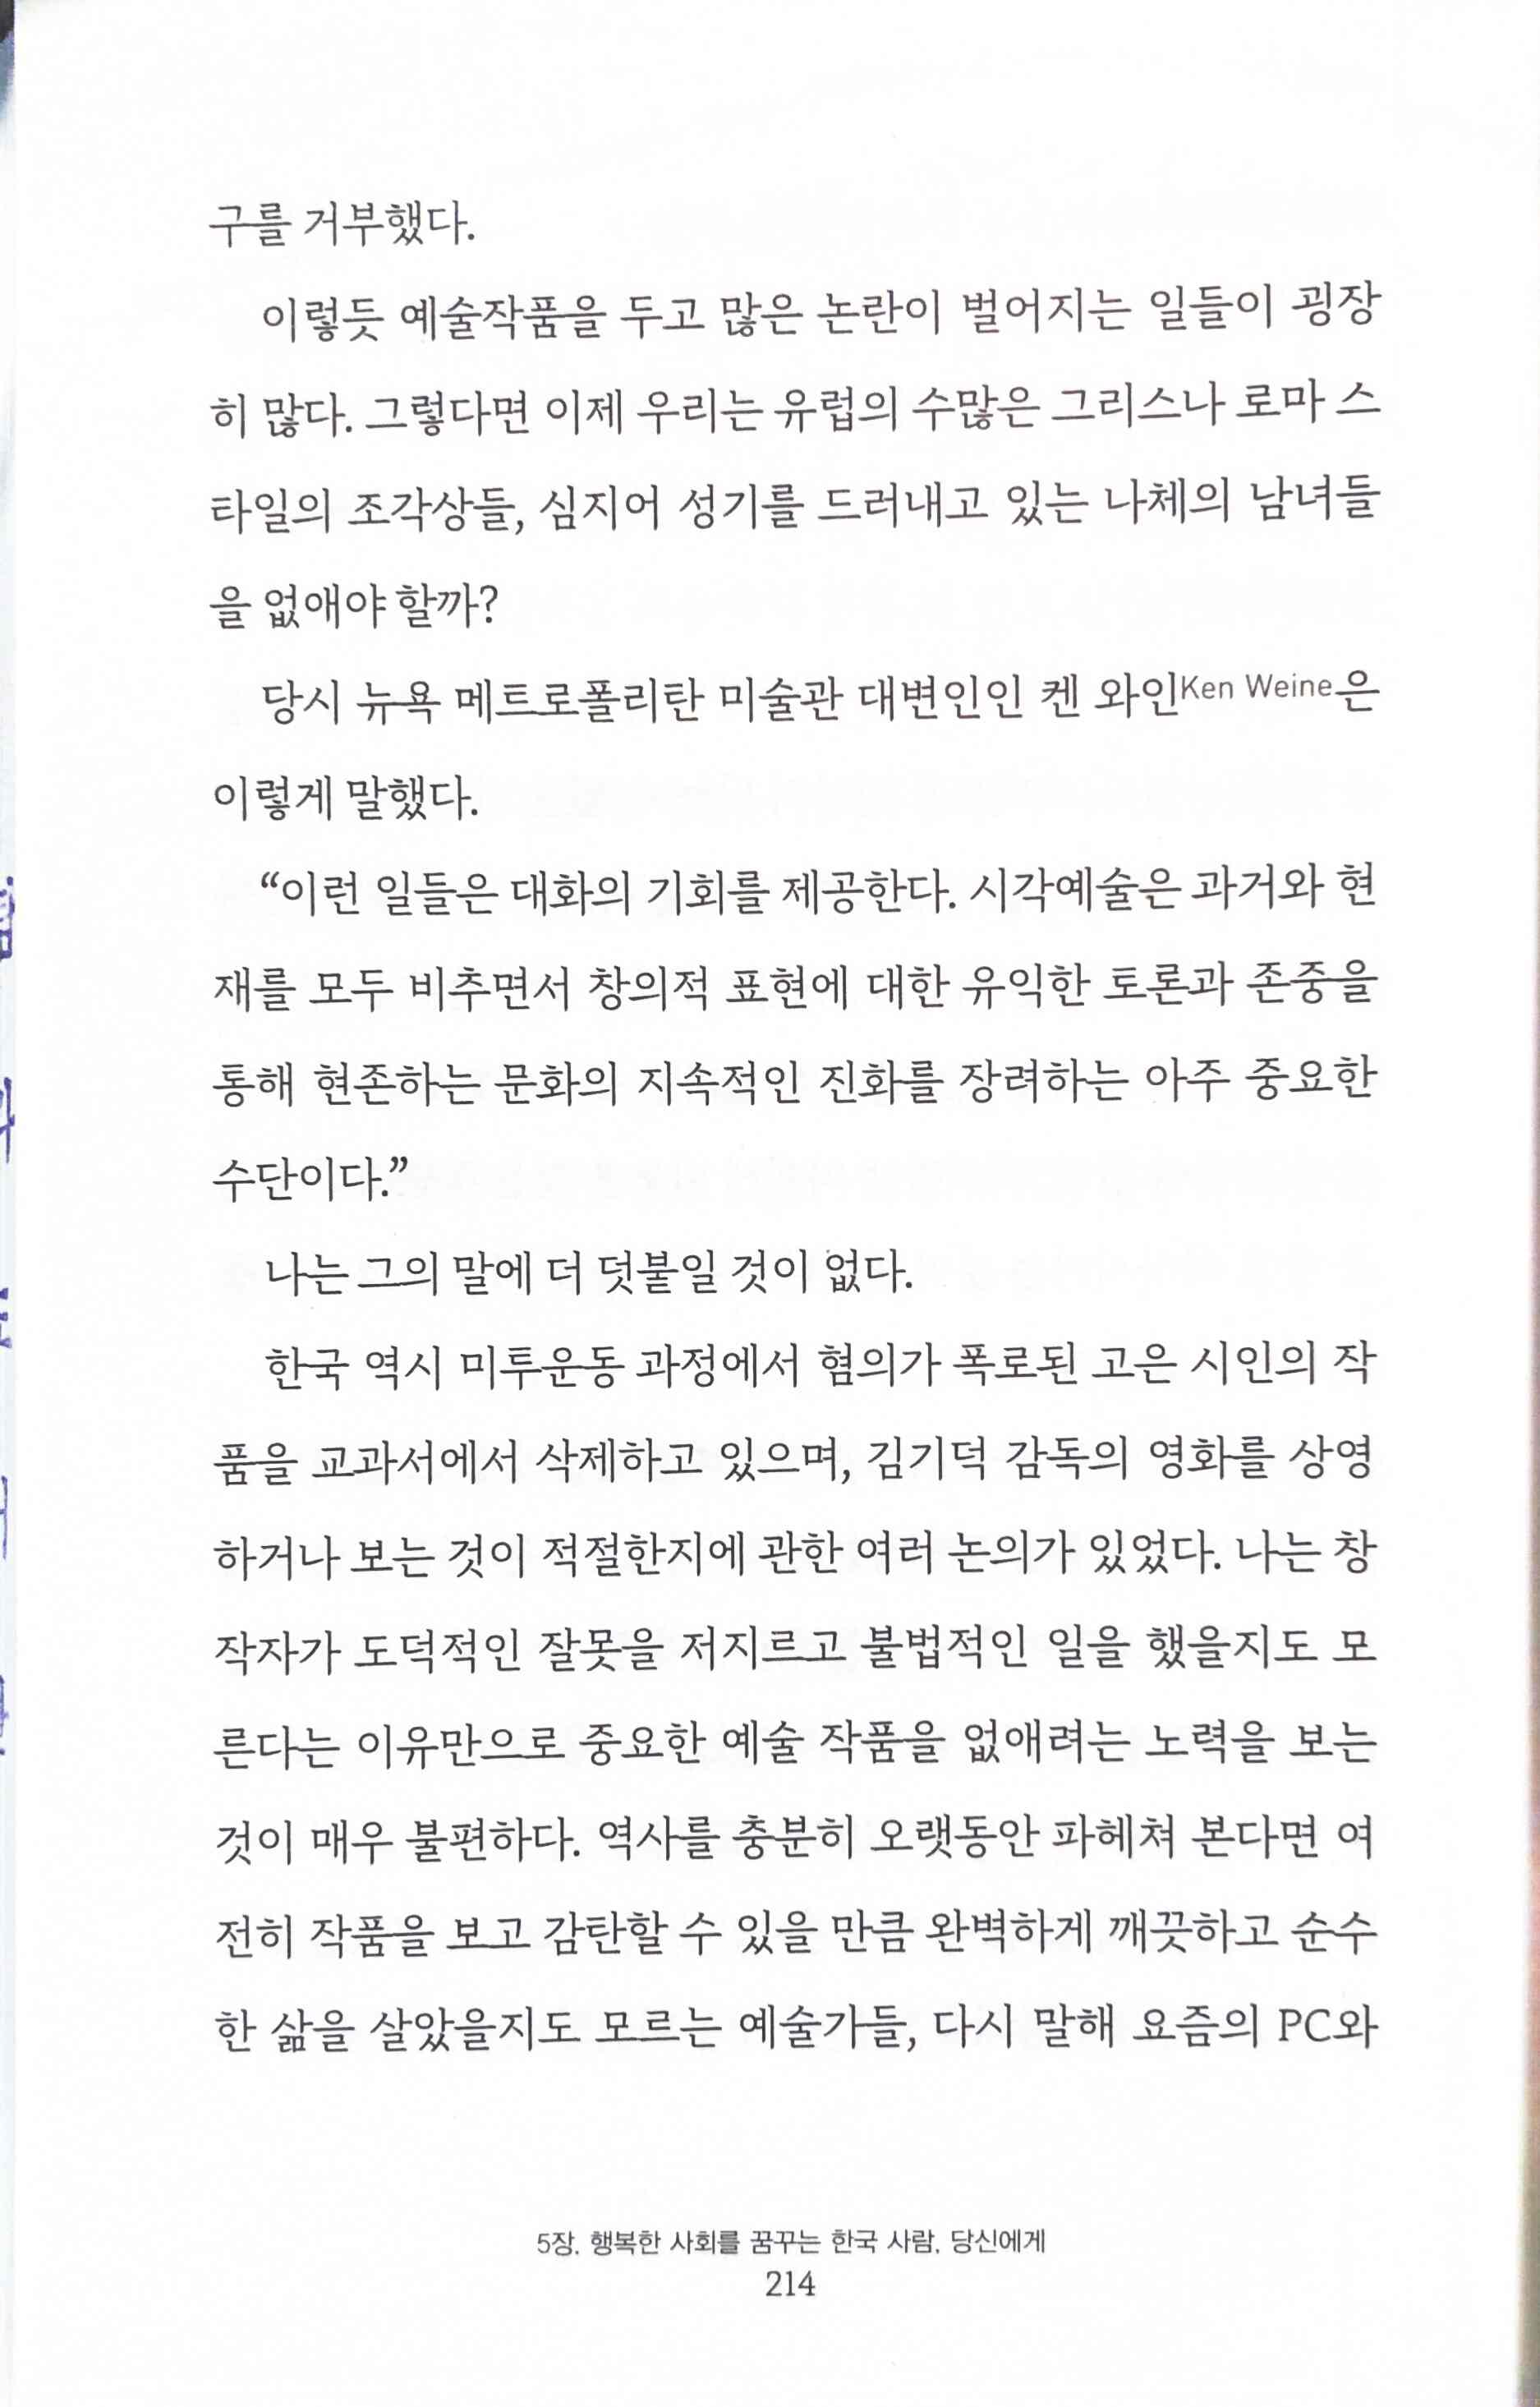 구를 거부했다.
이렇듯 예술작품을 두고 많은 논란이 벌어지는 일들이 굉장
히 많다. 그렇다면 이제 우리는 유럽의 수많은 그리스나 로마 스
타일의 조각상들, 심지어 성기를 드러내고 있는 나체의 남녀들
을 없애야 할까?
당시 뉴욕 메트로폴리탄 미술관 대변인인 켄 와인Ken Weine은
이렇게 말했다.
“이런 일들은 대화의 기회를 제공한다. 시각예술은 과거와 현
재를 모두 비추면서 창의적 표현에 대한 유익한 토론과 존중을
통해 현존하는 문화의 지속적인 진화를 장려하는 아주 중요한
수단이다.”
나는 그의 말에 더 덧붙일 것이 없다.
한국 역시 미투운동 과정에서 혐의가 폭로된 고은 시인의 작
품을 교과서에서 삭제하고 있으며, 김기덕 감독의 영화를 상영
하거나 보는 것이 적절한지에 관한 여러 논의가 있었다. 나는 창
작자가 도덕적인 잘못을 저지르고 불법적인 일을 했을지도 모
른다는 이유만으로 중요한 예술 작품을 없애려는 노력을 보는
것이 매우 불편하다. 역사를 충분히 오랫동안 파헤쳐 본다면 여
전히 작품을 보고 감탄할 수 있을 만큼 완벽하게 깨끗하고 순수
한 삶을 살았을지도 모르는 예술가들, 다시 말해 요즘의 PC와
5장. 행복한 사회를 꿈꾸는 한국 사람, 당신에게
214